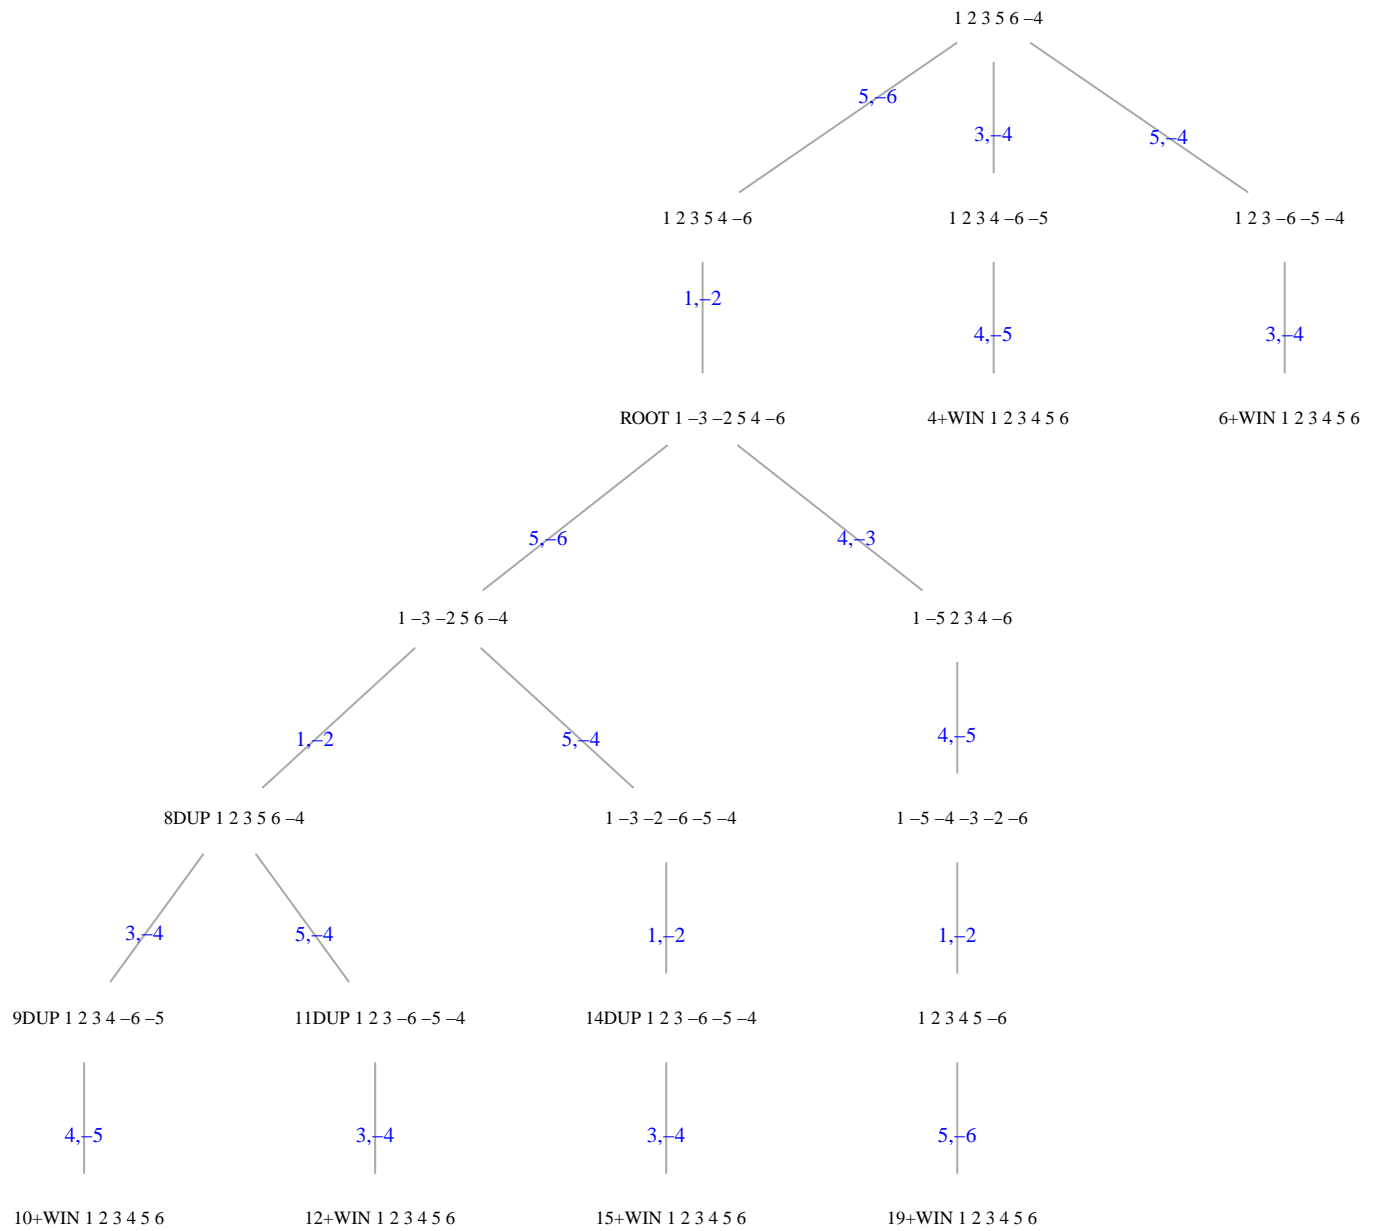 1 2 3 5 6 –4
5,–6
3,–4
5,–4
1 2 3 5 4 –6
1 2 3 4 –6 –5
1 2 3 –6 –5 –4
1,–2
4,–5
3,–4
ROOT 1 –3 –2 5 4 –6
4+WIN 1 2 3 4 5 6
6+WIN 1 2 3 4 5 6
5,–6
4,–3
1 –3 –2 5 6 –4
1 –5 2 3 4 –6
1,–2
5,–4
4,–5
8DUP 1 2 3 5 6 –4
1 –3 –2 –6 –5 –4
1 –5 –4 –3 –2 –6
3,–4
5,–4
1,–2
1,–2
9DUP 1 2 3 4 –6 –5
11DUP 1 2 3 –6 –5 –4
14DUP 1 2 3 –6 –5 –4
1 2 3 4 5 –6
4,–5
3,–4
3,–4
5,–6
10+WIN 1 2 3 4 5 6
12+WIN 1 2 3 4 5 6
15+WIN 1 2 3 4 5 6
19+WIN 1 2 3 4 5 6